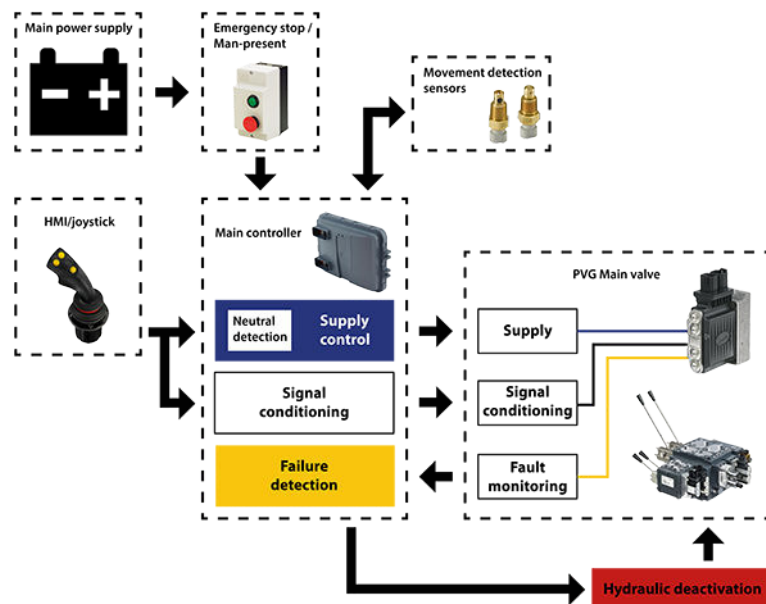 Main power supply
Emergency stop /
Man-present
Movement detection
sensors
HMI/joystick
Main controller
Neutral
detection
Supply
control
Signal
conditioning
Failure
detection
PVG Main valve
Supply
Signal
conditioning
Fault
monitoring
Hydraulic deactivation